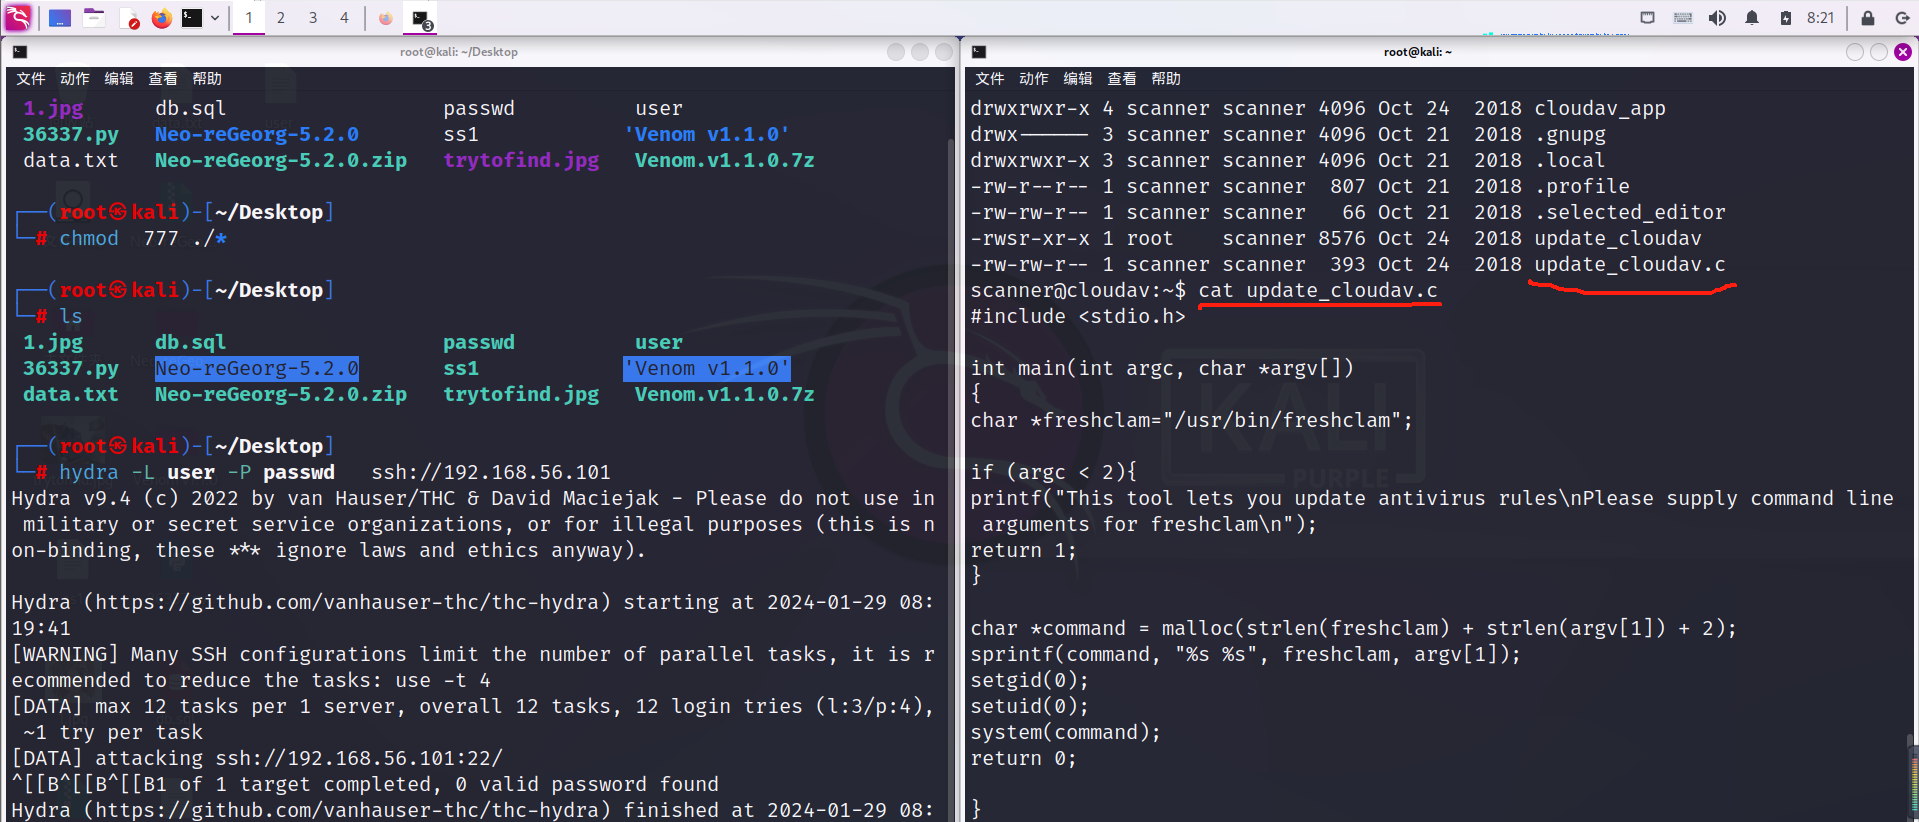 1 2 3 4 3 8:21
root@kali: ~/Desktop
文件 动作 编辑 查看 帮助
1.jpg db.sql passwd user
36337.py Neo-reGeorg-5.2.0 ss1 'Venom v1.1.0'
data.txt Neo-reGeorg-5.2.0.zip trytofind.jpg Venom.v1.1.0.7z
┌──(root㉿kali)-[~/Desktop]
└─# chmod 777 ./*
┌──(root㉿kali)-[~/Desktop]
└─# ls
1.jpg db.sql passwd user
36337.py Neo-reGeorg-5.2.0 ss1 'Venom v1.1.0'
data.txt Neo-reGeorg-5.2.0.zip trytofind.jpg Venom.v1.1.0.7z
┌──(root㉿kali)-[~/Desktop]
└─# hydra -L user -P passwd ssh://192.168.56.101
Hydra v9.4 (c) 2022 by van Hauser/THC & David Maciejak - Please do not use in
military or secret service organizations, or for illegal purposes (this is n
on-binding, these *** ignore laws and ethics anyway).
Hydra (https://github.com/vanhauser-thc/thc-hydra) starting at 2024-01-29 08:
19:41
[WARNING] Many SSH configurations limit the number of parallel tasks, it is r
ecommended to reduce the tasks: use -t 4
[DATA] max 12 tasks per 1 server, overall 12 tasks, 12 login tries (l:3/p:4),
~1 try per task
[DATA] attacking ssh://192.168.56.101:22/
^[[B^[[B^[[B1 of 1 target completed, 0 valid password found
Hydra (https://github.com/vanhauser-thc/thc-hydra) finished at 2024-01-29 08:
root@kali: ~
文件 动作 编辑 查看 帮助
drwxrwxr-x 4 scanner scanner 4096 Oct 24 2018 cloudav_app
drwx------ 3 scanner scanner 4096 Oct 21 2018 .gnupg
drwxrwxr-x 3 scanner scanner 4096 Oct 21 2018 .local
-rw-r--r-- 1 scanner scanner 807 Oct 21 2018 .profile
-rw-rw-r-- 1 scanner scanner 66 Oct 21 2018 .selected_editor
-rwsr-xr-x 1 root scanner 8576 Oct 24 2018 update_cloudav
-rw-rw-r-- 1 scanner scanner 393 Oct 24 2018 update_cloudav.c
scanner@cloudav:~$ cat update_cloudav.c
#include <stdio.h>
int main(int argc, char *argv[])
{
char *freshclam="/usr/bin/freshclam";
if (argc < 2){
printf("This tool lets you update antivirus rules\nPlease supply command line
arguments for freshclam\n");
return 1;
}
char *command = malloc(strlen(freshclam) + strlen(argv[1]) + 2);
sprintf(command, "%s %s", freshclam, argv[1]);
setgid(0);
setuid(0);
system(command);
return 0;
}
KALI
PURPLE